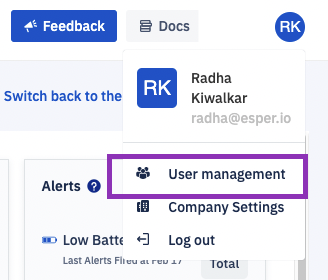 Feedback
Docs
RK
RK
Radha
Kiwalkar
radha@esper.io
Switch back to the
User management
Alerts ?
Company Settings
Low Batte
Log out
Last Alerts Fired at Feb 17
Total